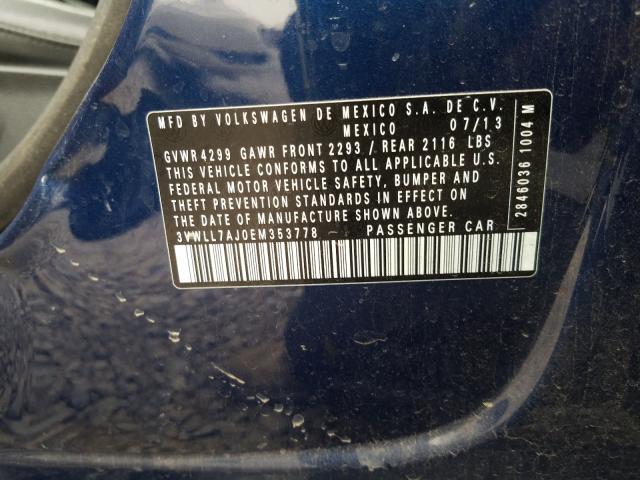 MFD BY VOLKSWAGEN DE MEXICO S.A. DE C.V.
MEXICO 07/13
GVWR 4299 GAWR FRONT 2293 / REAR 2116 LBS
THIS VEHICLE CONFORMS TO ALL APPLICABLE U.S.
FEDERAL MOTOR VEHICLE SAFETY, BUMPER AND
THEFT PREVENTION STANDARDS IN EFFECT ON
THE DATE OF MANUFACTURE SHOWN ABOVE.
3VWLL7AJ0EM353778 PASSENGER CAR
2846036 1004 M